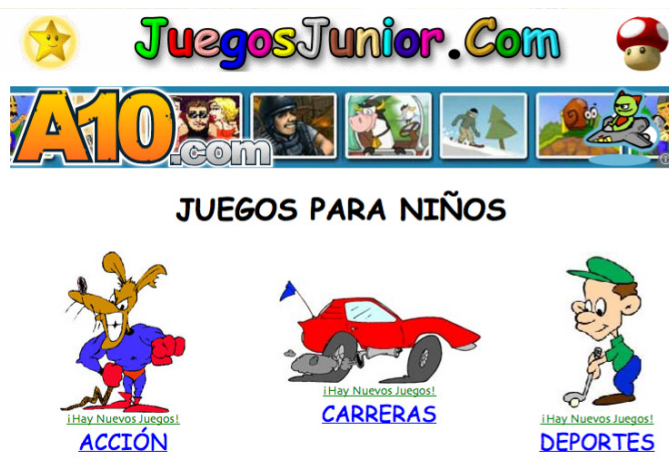 JuegosJunior.Com
A10.com
JUEGOS PARA NIÑOS
¡Hay Nuevos Juegos!
ACCIÓN
¡Hay Nuevos Juegos!
CARRERAS
¡Hay Nuevos Juegos!
DEPORTES